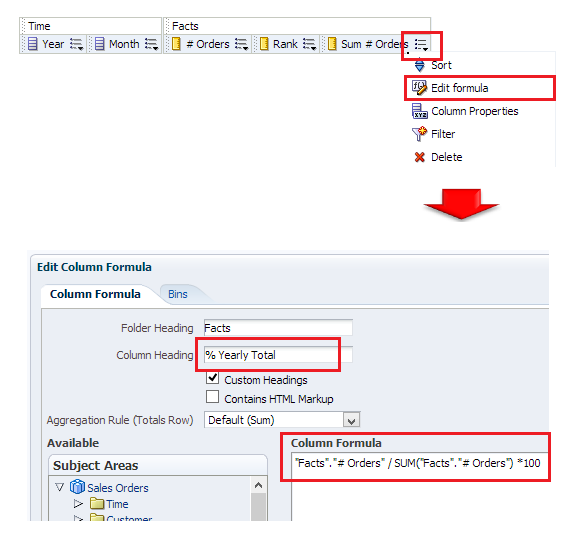 Time Facts
Year Month # Orders Rank Sum # Orders
Sort
Edit formula
Column Properties
Filter
Delete
Edit Column Formula
Column Formula Bins
Folder Heading Facts
Column Heading % Yearly Total
Custom Headings
Contains HTML Markup
Aggregation Rule (Totals Row) Default (Sum)
Available Column Formula
Subject Areas "Facts"."# Orders" / SUM("Facts"."# Orders") *100
Sales Orders
Time
Customer